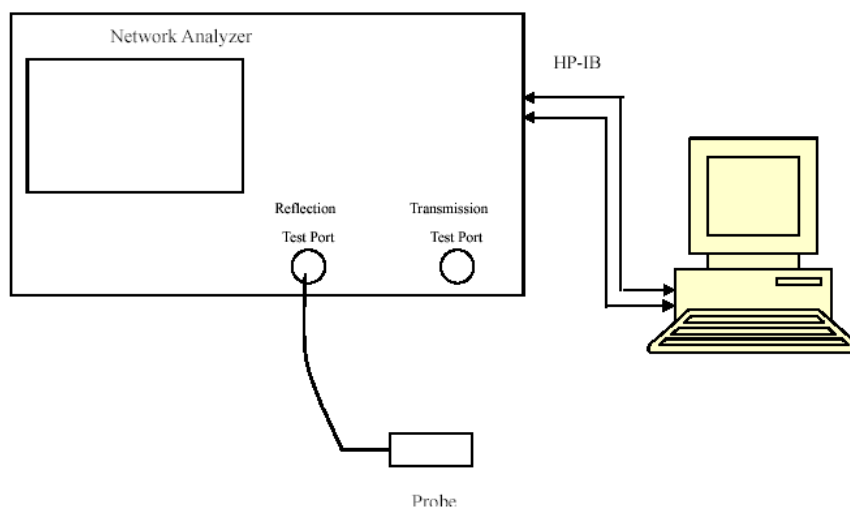 Network Analyzer
HP-IB
Reflection
Test Port
Transmission
Test Port
Probe